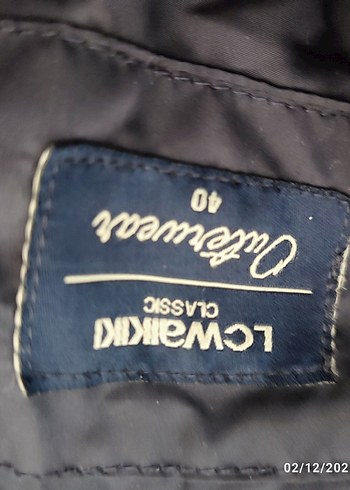 LCWAIKIKI
CLASSIC
Outerwear
40
02/12/202